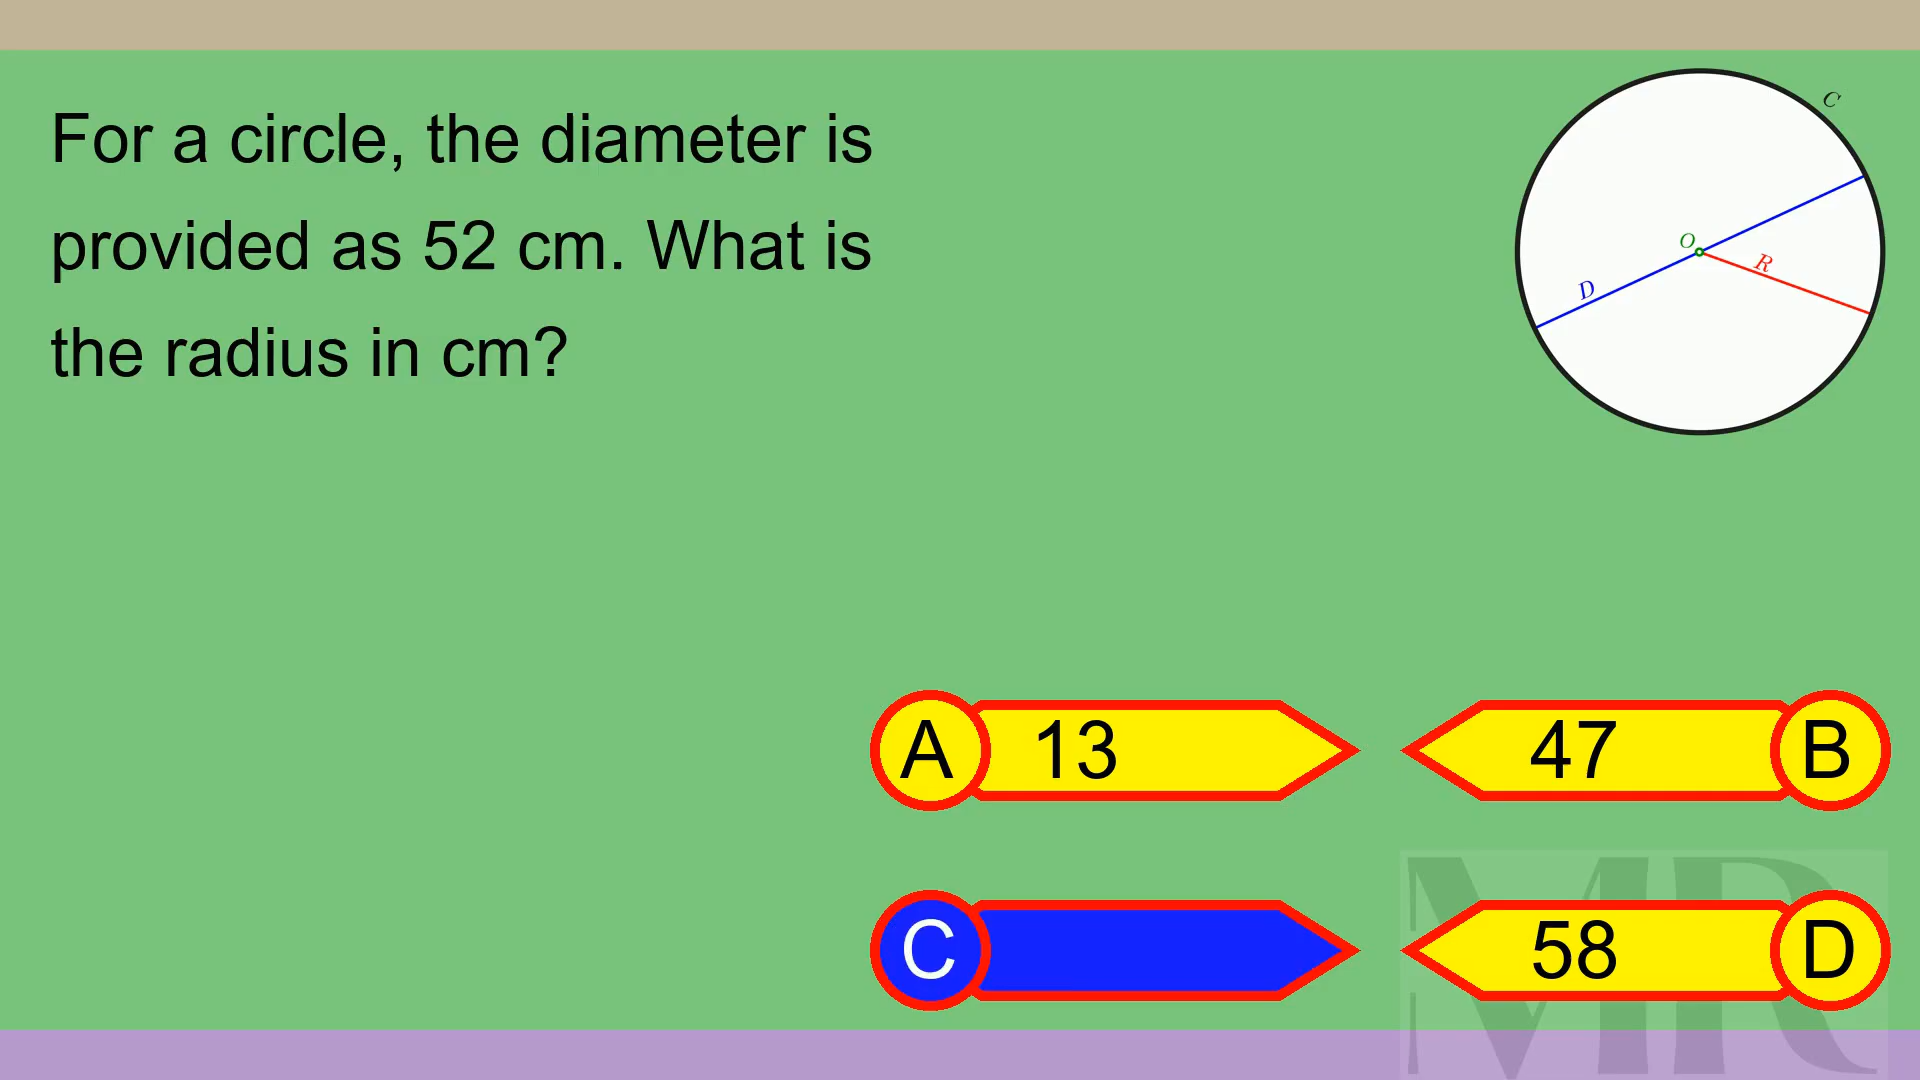 For a circle, the diameter is
provided as 52 cm. What is
the radius in cm?
C
O
R
D
A 13
47 B
C
58 D
MR